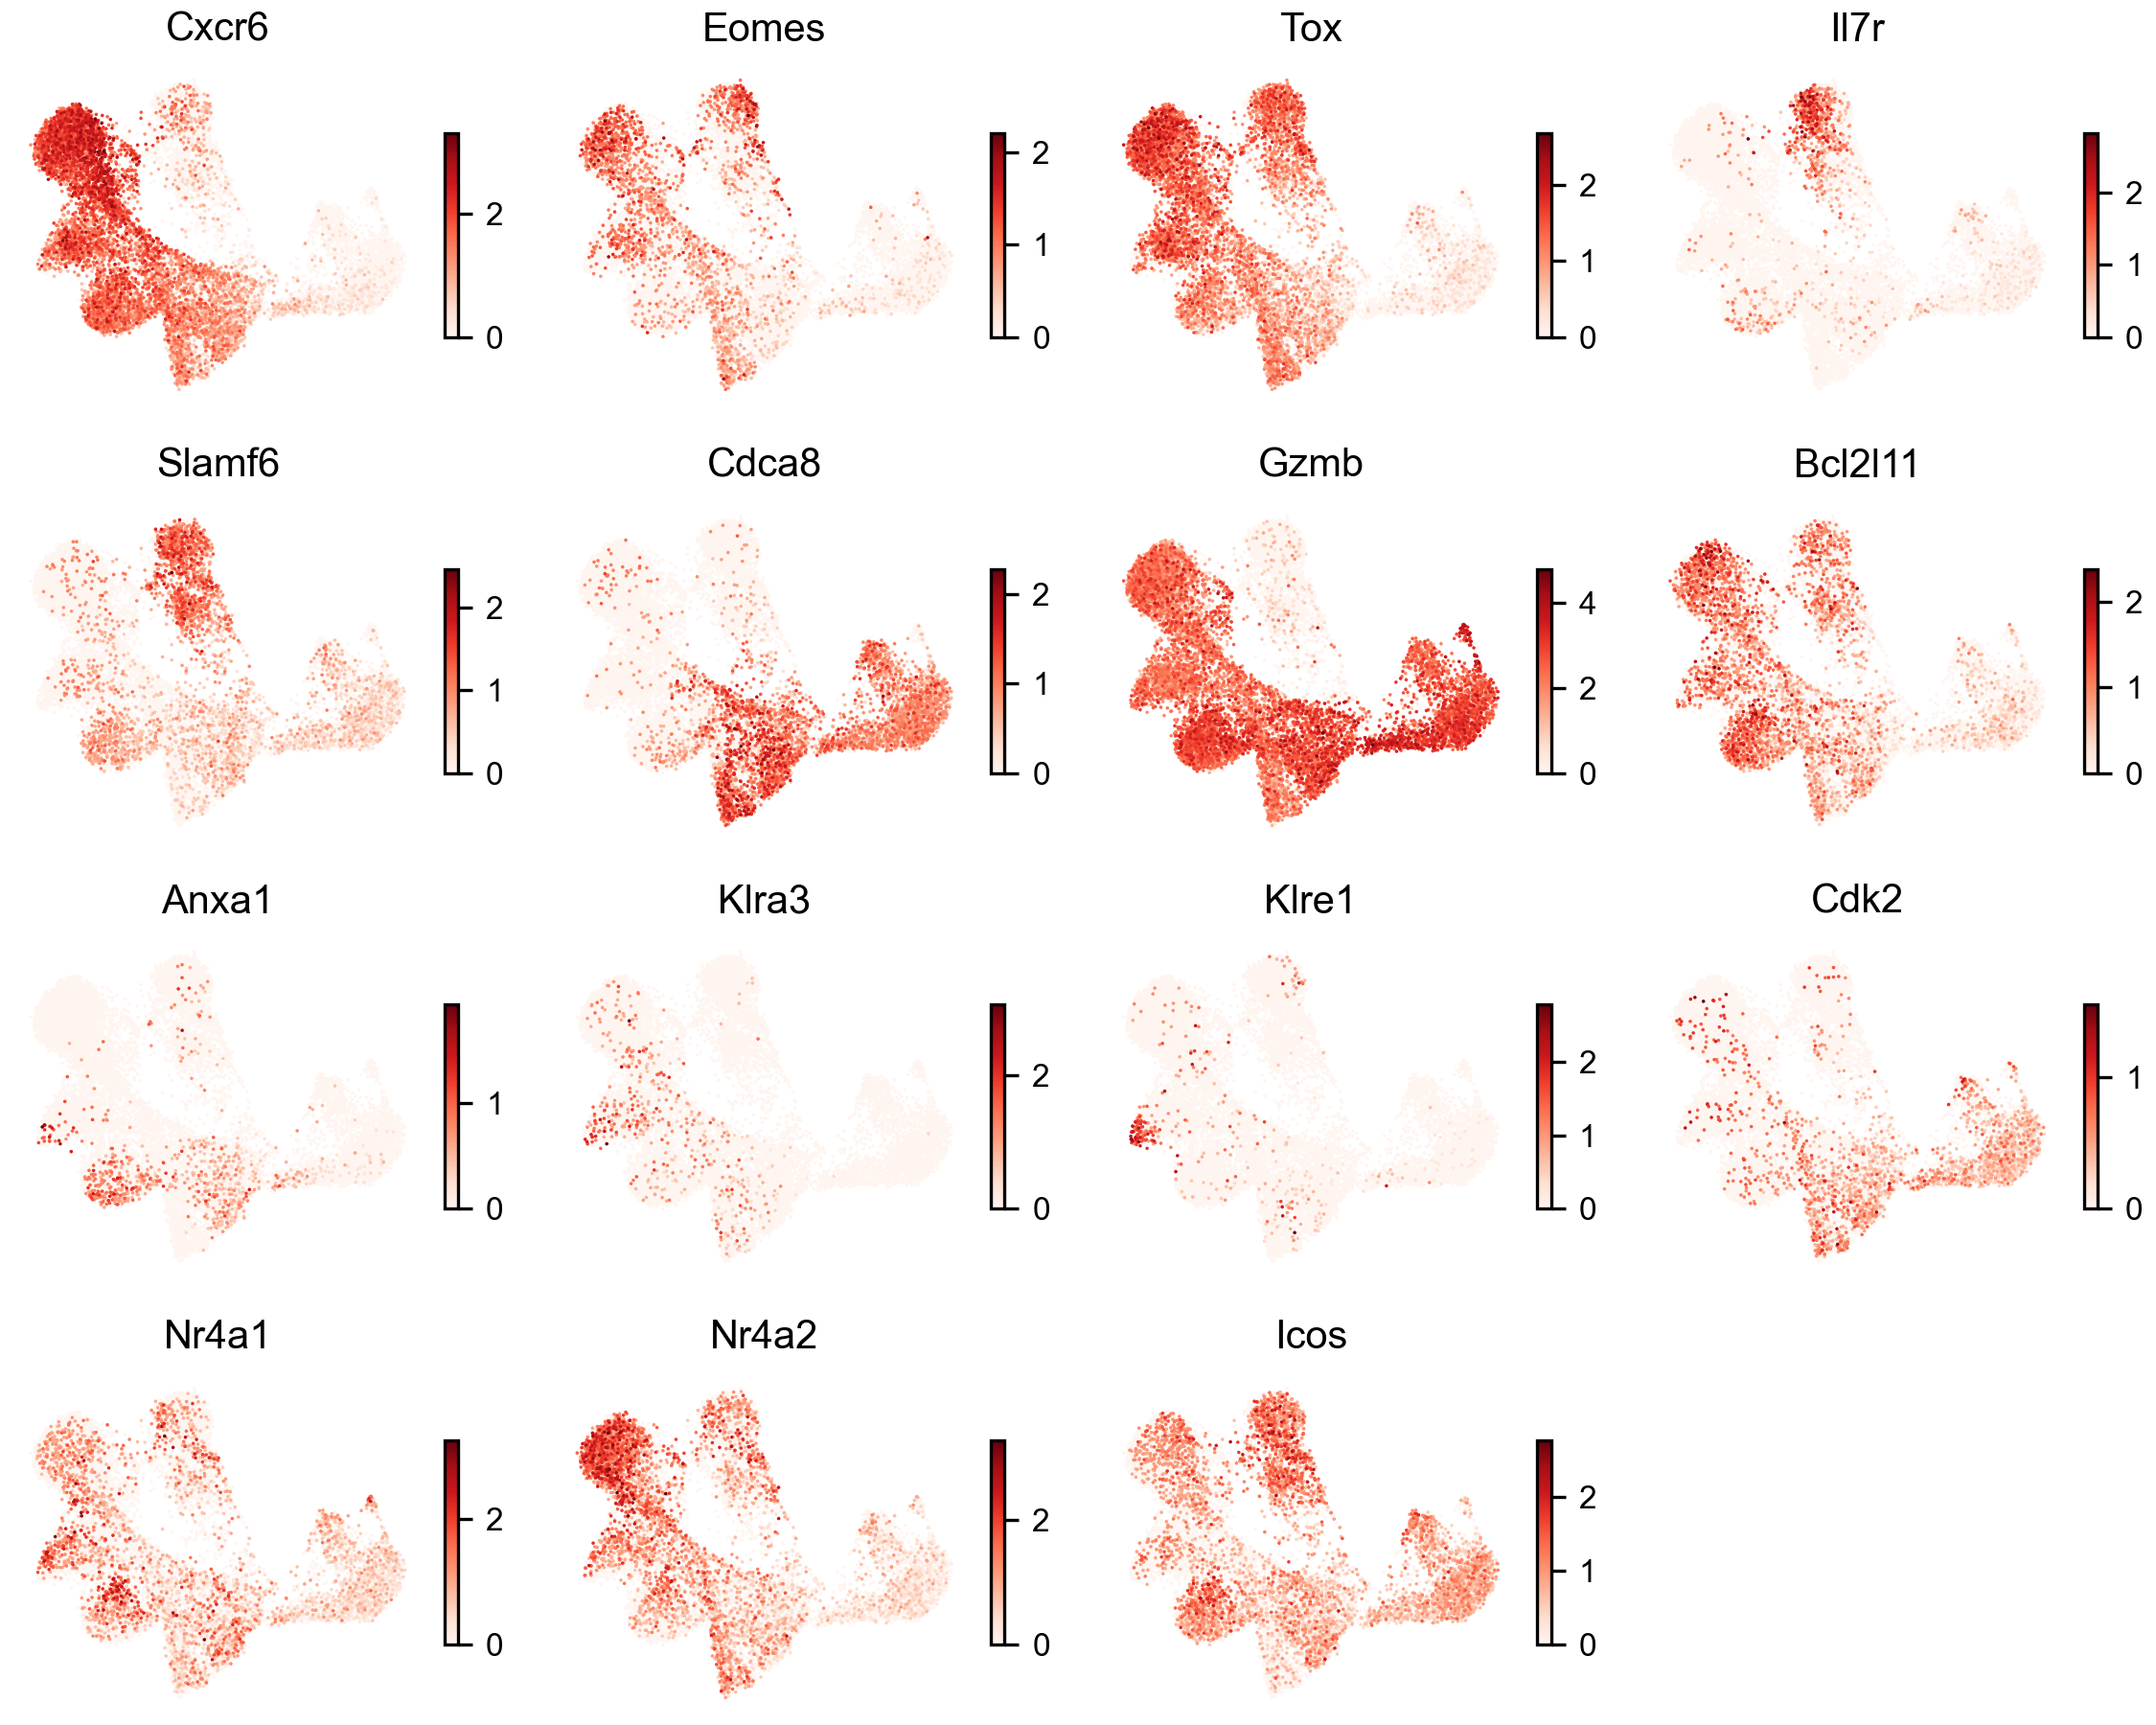 Cxcr6 Eomes Tox Il7r
2 0 2 1 0 2 1 0 2 1 0
Slamf6 Cdca8 Gzmb Bcl2l11
2 1 0 2 1 0 4 2 0 2 1 0
Anxa1 Klra3 Klre1 Cdk2
1 0 2 0 2 1 0 1 0
Nr4a1 Nr4a2 Icos
2 0 2 0 2 1 0